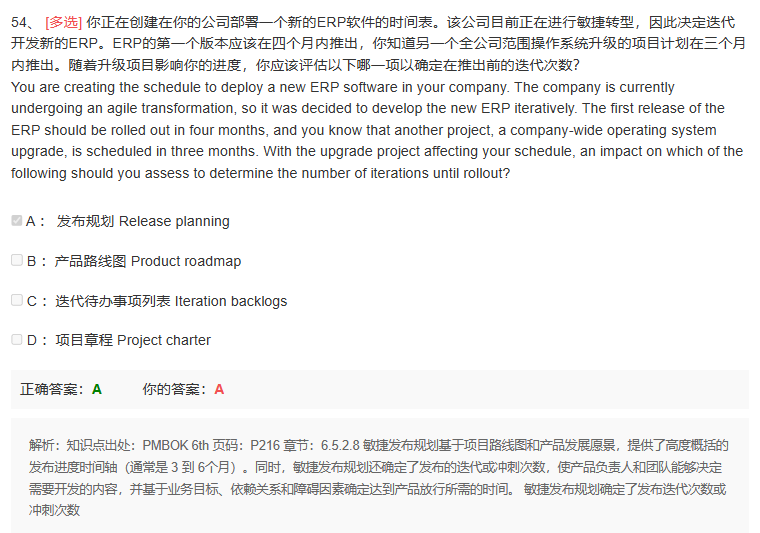 54、 [多选] 你正在创建在你的公司部署一个新的ERP软件的时间表。该公司目前正在进行敏捷转型，因此决定迭代
开发新的ERP。ERP的第一个版本应该在四个月内推出，你知道另一个全公司范围操作系统升级的项目计划在三个月
内推出。随着升级项目影响你的进度，你应该评估以下哪一项以确定在推出前的迭代次数？
You are creating the schedule to deploy a new ERP software in your company. The company is currently
undergoing an agile transformation, so it was decided to develop the new ERP iteratively. The first release of the
ERP should be rolled out in four months, and you know that another project, a company-wide operating system
upgrade, is scheduled in three months. With the upgrade project affecting your schedule, an impact on which of the
following should you assess to determine the number of iterations until rollout?
A： 发布规划 Release planning
B：产品路线图 Product roadmap
C：迭代待办事项列表 Iteration backlogs
D：项目章程 Project charter
正确答案：A 你的答案：A
解析：知识点出处：PMBOK 6th 页码：P216 章节：6.5.2.8 敏捷发布规划基于项目路线图和产品发展愿景，提供了高度概括的
发布进度时间轴（通常是 3 到 6个月）。同时，敏捷发布规划还确定了发布的迭代或冲刺次数，使产品负责人和团队能够决定
需要开发的内容，并基于业务目标、依赖关系和障碍因素确定达到产品放行所需的时间。 敏捷发布规划确定了发布迭代次数或
冲刺次数